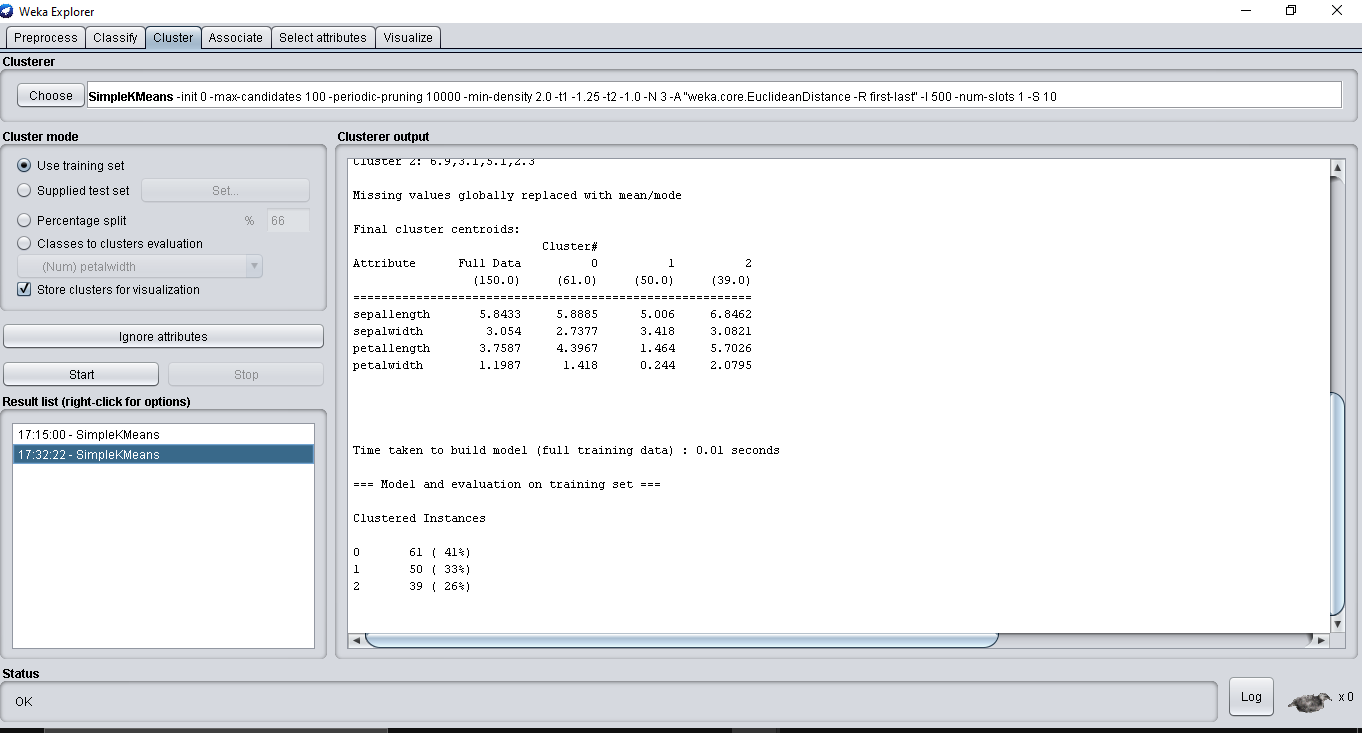 Weka Explorer
Preprocess Classify Cluster Associate Select attributes Visualize
Clusterer
Choose SimpleKMeans -init 0 -max-candidates 100 -periodic-pruning 10000 -min-density 2.0 -t1 -1.25 -t2 -1.0 -N 3 -A "weka.core.EuclideanDistance -R first-last" -I 500 -num-slots 1 -S 10
Cluster mode
Use training set
Supplied test set Set...
Percentage split % 66
Classes to clusters evaluation
(Num) petalwidth
Store clusters for visualization
Ignore attributes
Start Stop
Result list (right-click for options)
17:15:00 - SimpleKMeans
17:32:22 - SimpleKMeans
Clusterer output
Cluster 2: 6.9,3.1,5.1,2.3
Missing values globally replaced with mean/mode
Final cluster centroids:
Cluster#
Attribute Full Data 0 1 2
(150.0) (61.0) (50.0) (39.0)
======================================================
sepallength 5.8433 5.8885 5.006 6.8462
sepalwidth 3.054 2.7377 3.418 3.0821
petallength 3.7587 4.3967 1.464 5.7026
petalwidth 1.1987 1.418 0.244 2.0795
Time taken to build model (full training data) : 0.01 seconds
=== Model and evaluation on training set ===
Clustered Instances
0 61 ( 41%)
1 50 ( 33%)
2 39 ( 26%)
Status
OK
Log x 0